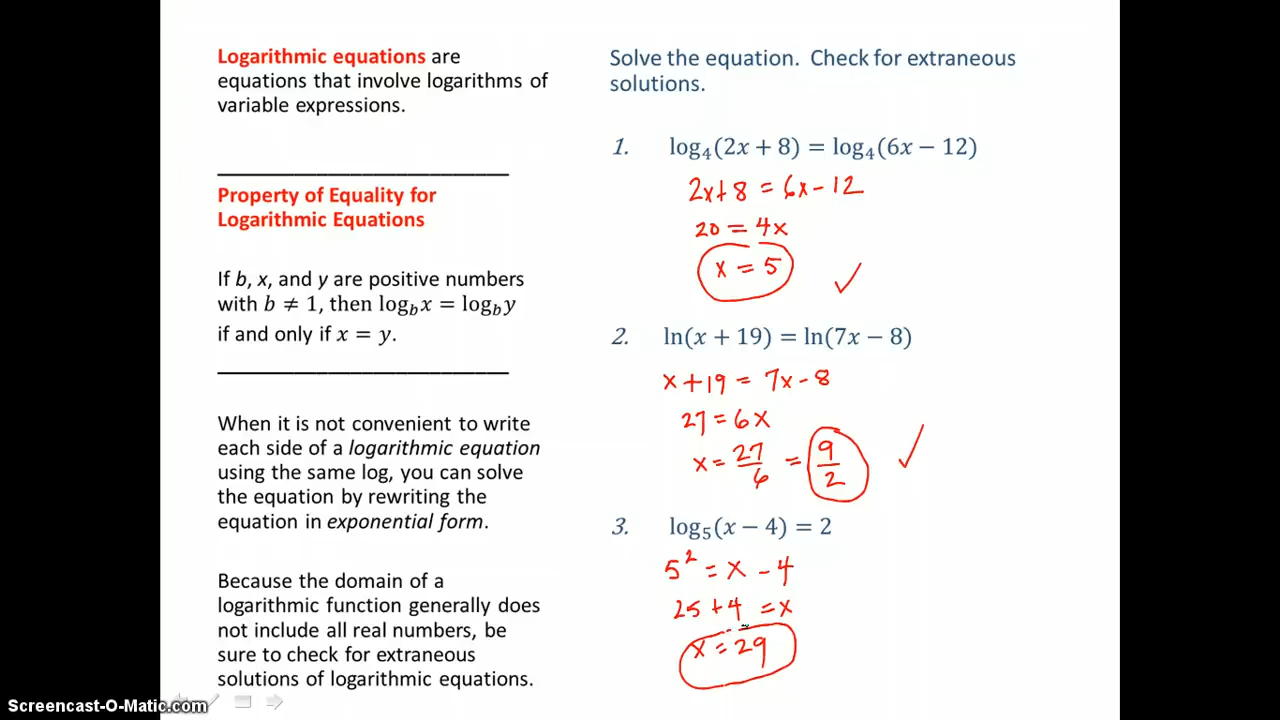 Logarithmic equations are
equations that involve logarithms of
variable expressions.
Property of Equality for
Logarithmic Equations
If b, x, and y are positive numbers
with b ≠ 1, then log_b x = log_b y
if and only if x = y.
When it is not convenient to write
each side of a logarithmic equation
using the same log, you can solve
the equation by rewriting the
equation in exponential form.
Because the domain of a
logarithmic function generally does
not include all real numbers, be
sure to check for extraneous
solutions of logarithmic equations.
Solve the equation. Check for extraneous
solutions.
1. log₄(2x + 8) = log₄(6x − 12)
2x+8 = 6x-12
20 = 4x
x = 5 ✓
2. ln(x + 19) = ln(7x − 8)
x+19 = 7x-8
27 = 6x
x = 27/6 = 9/2 ✓
3. log₅(x − 4) = 2
5² = x - 4
25+4 = x
x = 29
Screencast-O-Matic.com